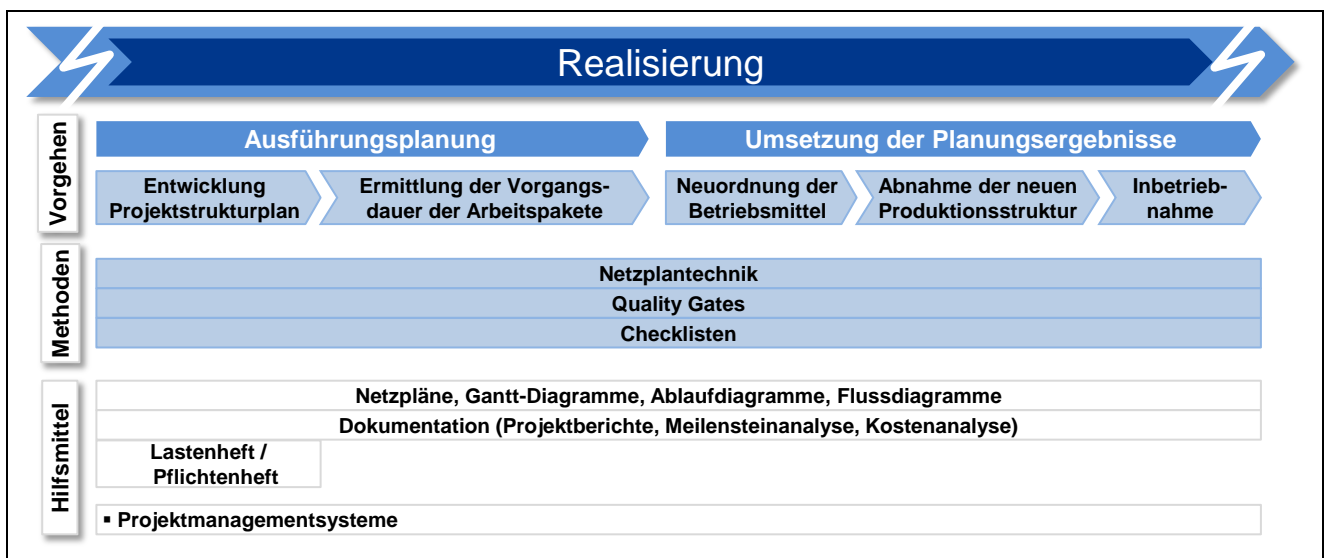 Realisierung
Vorgehen
Ausführungsplanung
Umsetzung der Planungsergebnisse
Entwicklung
Projektstrukturplan
Ermittlung der Vorgangs-
dauer der Arbeitspakete
Neuordnung der
Betriebsmittel
Abnahme der neuen
Produktionsstruktur
Inbetrieb-
nahme
Methoden
Netzplantechnik
Quality Gates
Checklisten
Hilfsmittel
Netzpläne, Gantt-Diagramme, Ablaufdiagramme, Flussdiagramme
Dokumentation (Projektberichte, Meilensteinanalyse, Kostenanalyse)
Lastenheft /
Pflichtenheft
▪ Projektmanagementsysteme